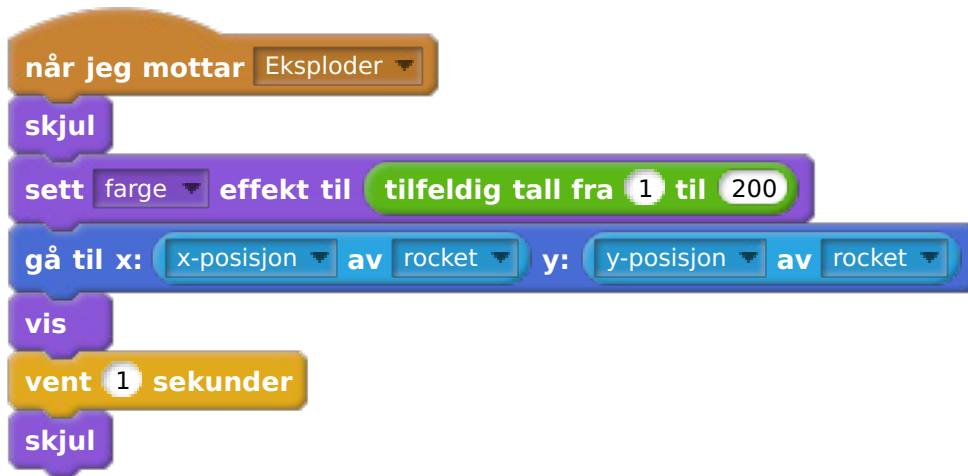 når jeg mottar Eksploder
skjul
sett farge effekt til tilfeldig tall fra 1 til 200
gå til x: x-posisjon av rocket y: y-posisjon av rocket
vis
vent 1 sekunder
skjul